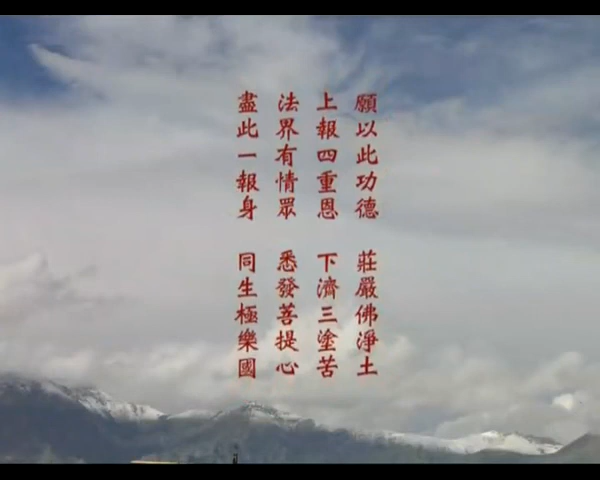 願以此功德 莊嚴佛淨土
上報四重恩 下濟三塗苦
法界有情眾 悉發菩提心
盡此一報身 同生極樂國